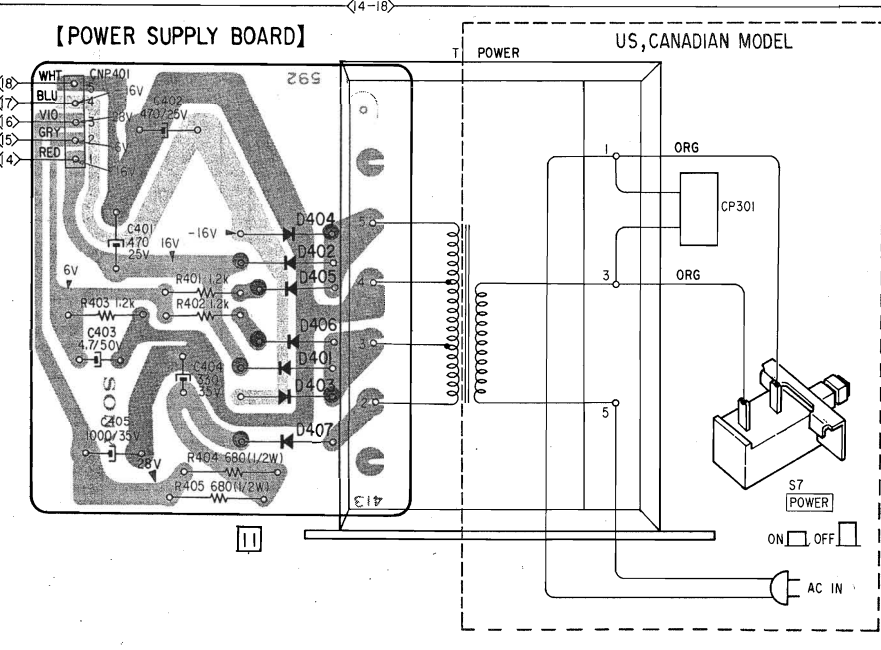 14-18
【POWER SUPPLY BOARD】
T POWER
US,CANADIAN MODEL
592
18 WHT CNP401
5
17 BLU 4 -16V
16 VIO 3 28V
15 GRY 2 6V
14 RED 1 16V
C402
470/25V
C401
470
25V
-16V
16V
6V
D404
D402
D405
D406
D401
D403
D407
R401 1.2k
R402 1.2k
R403 1.2k
C403
4.7/50V
C404
330
35V
SON
C405
1000/35V
28V
R404 680(1/2W)
R405 680(1/2W)
413
11
5
4
3
2
1
ORG
CP301
3
ORG
5
S7
POWER
ON OFF
AC IN